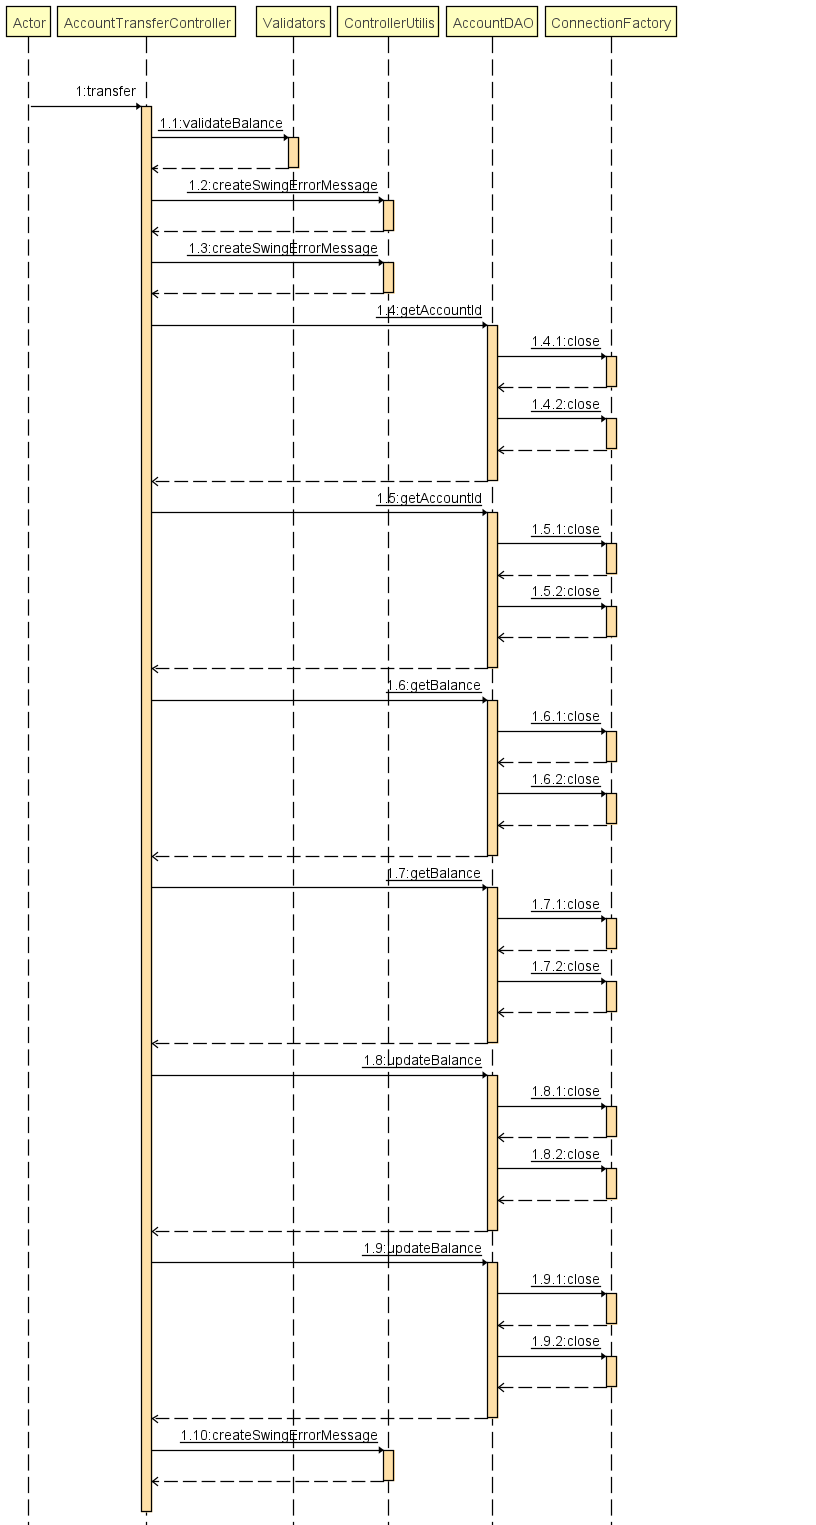 Actor
AccountTransferController
Validators
ControllerUtilis
AccountDAO
ConnectionFactory
1:transfer
1.1:validateBalance
1.2:createSwingErrorMessage
1.3:createSwingErrorMessage
1.4:getAccountId
1.4.1:close
1.4.2:close
1.5:getAccountId
1.5.1:close
1.5.2:close
1.6:getBalance
1.6.1:close
1.6.2:close
1.7:getBalance
1.7.1:close
1.7.2:close
1.8:updateBalance
1.8.1:close
1.8.2:close
1.9:updateBalance
1.9.1:close
1.9.2:close
1.10:createSwingErrorMessage